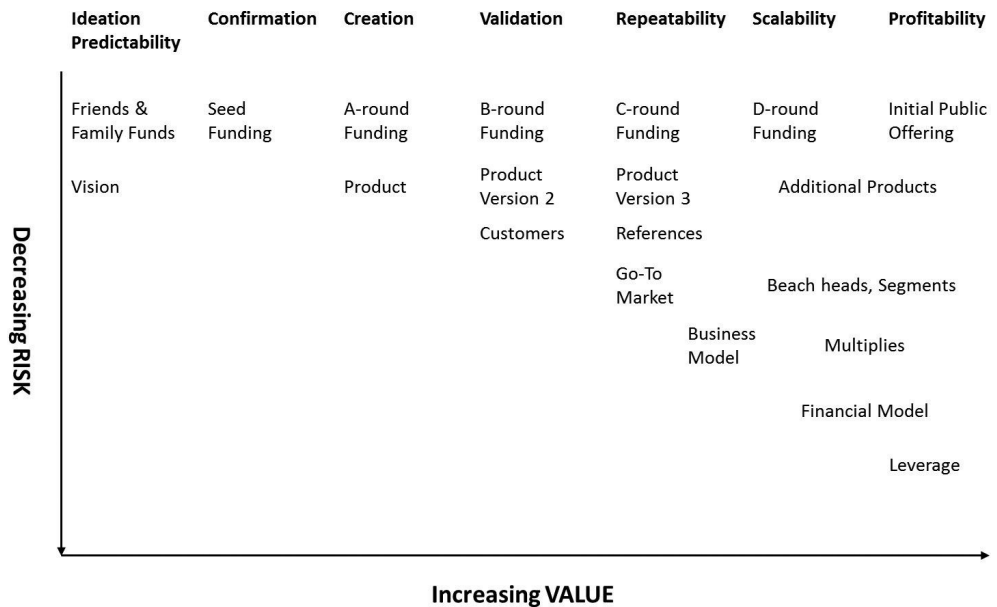 Ideation
Predictability
Confirmation
Creation
Validation
Repeatability
Scalability
Profitability
Friends &
Family Funds
Seed
Funding
A-round
Funding
B-round
Funding
C-round
Funding
D-round
Funding
Initial Public
Offering
Vision
Product
Product
Version 2
Product
Version 3
Additional Products
Customers
References
Go-To
Market
Beach heads, Segments
Business
Model
Multiplies
Financial Model
Leverage
Decreasing RISK
Increasing VALUE